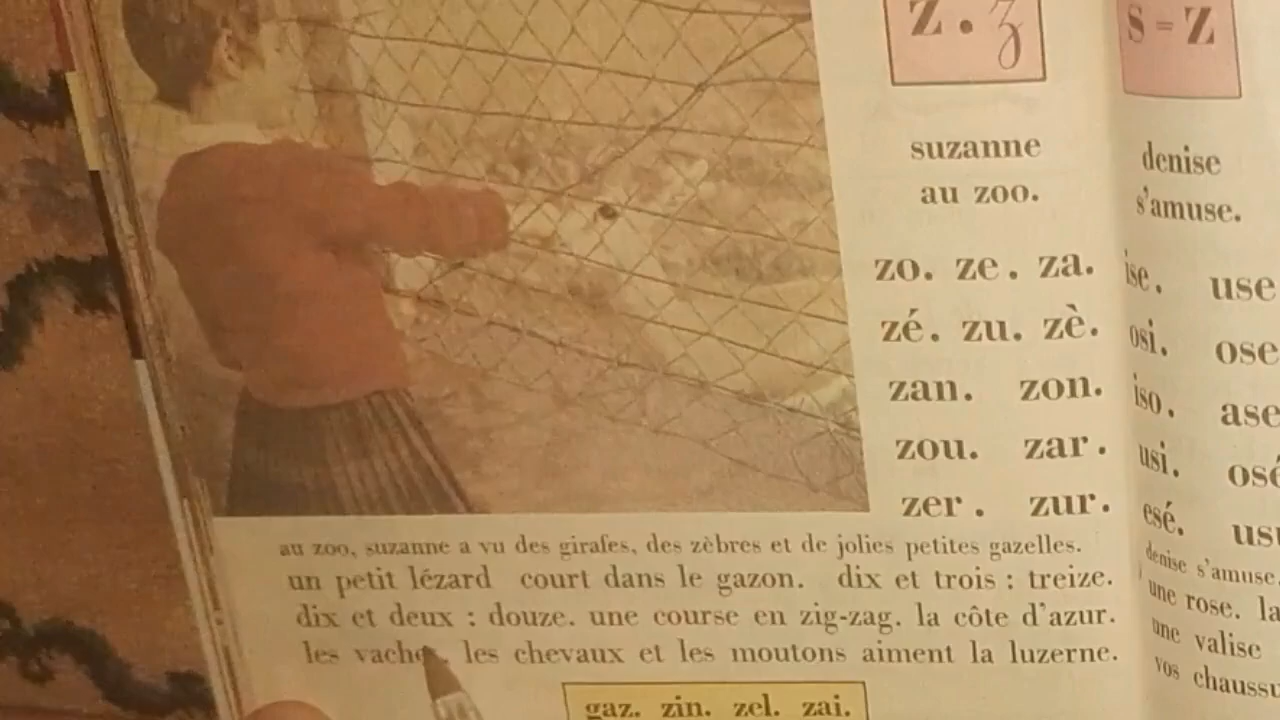 z . z
suzanne
au zoo.
zo. ze. za.
zé. zu. zè.
zan. zon.
zou. zar.
zer. zur.
au zoo, suzanne a vu des girafes, des zèbres et de jolies petites gazelles.
un petit lézard court dans le gazon. dix et trois : treize.
dix et deux : douze. une course en zig-zag. la côte d'azur.
les chevaux et les moutons aiment la luzerne.
gaz. zin. zel. zai.
s = z
denise
s'amuse.
ise. use
osi. ose
iso. ase
usi. osé
esé.
denise s'amuse.
une rose. la
une valise
vos